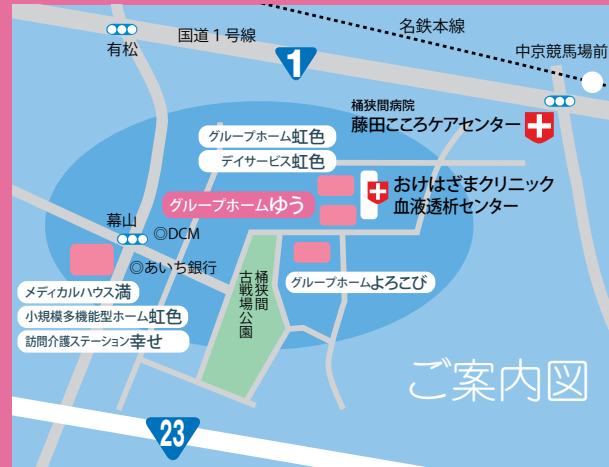 名鉄本線
国道1号線
有松
1
中京競馬場前
桶狭間病院
藤田こころケアセンター
グループホーム虹色
デイサービス虹色
おけはざまクリニック
血液透析センター
グループホームゆう
幕山
◎DCM
◎あいち銀行
桶狭間
古戦場公園
グループホームよろこび
メディカルハウス満
小規模多機能型ホーム虹色
訪問介護ステーション幸せ
ご案内図
23